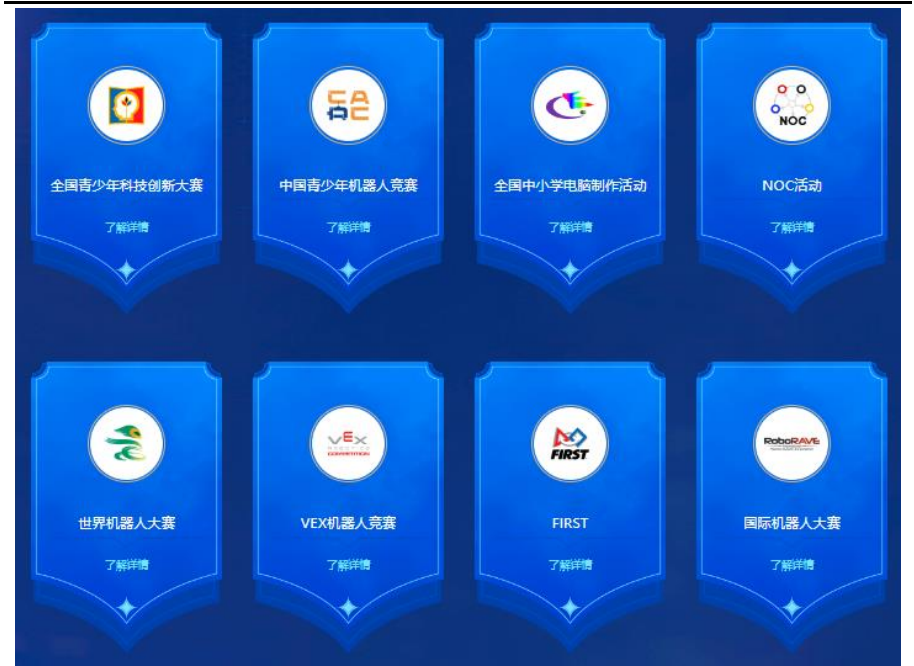 NOC
全国青少年科技创新大赛
中国青少年机器人竞赛
全国中小学电脑制作活动
NOC活动
了解详情
了解详情
了解详情
了解详情
VEX
COMPETITION
FIRST
RoboRAVE
世界机器人大赛
VEX机器人竞赛
FIRST
国际机器人大赛
了解详情
了解详情
了解详情
了解详情